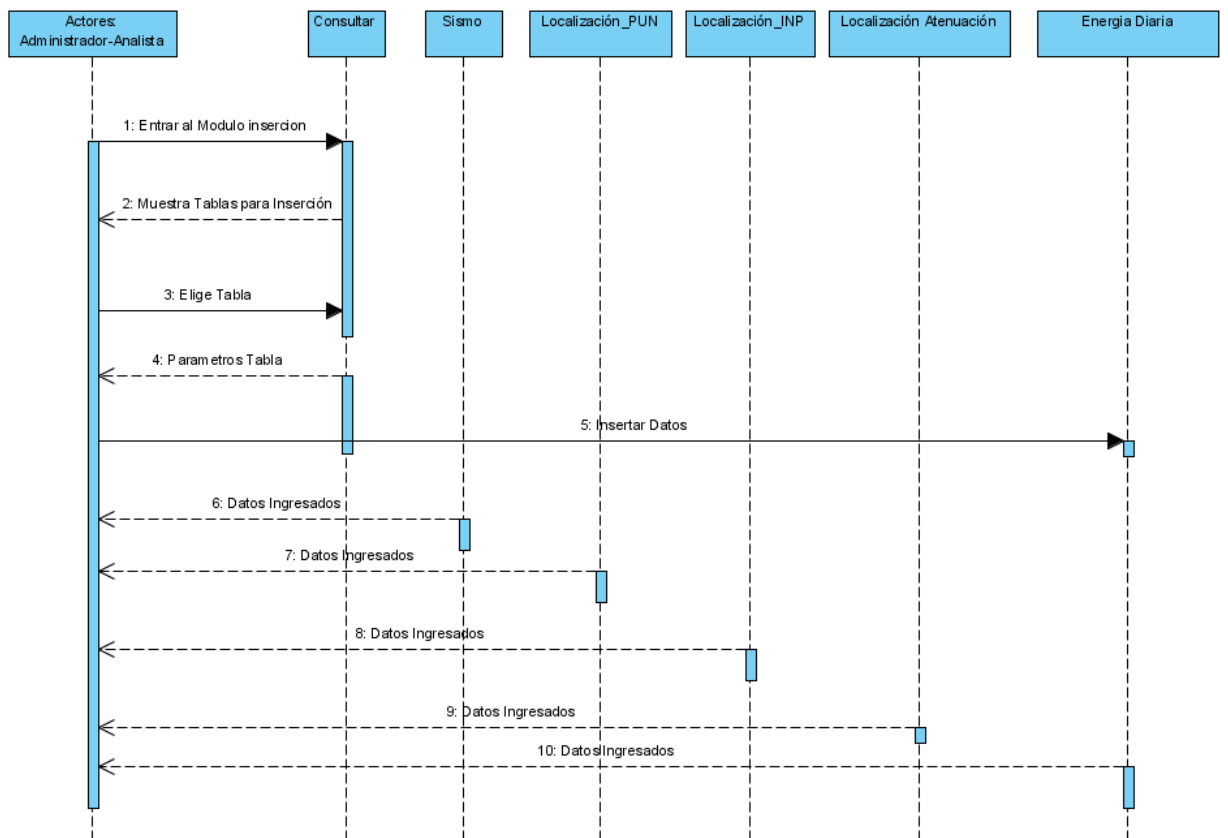 Actores:
Administrador-Analista
Consultar
Sismo
Localización_PUN
Localización_INP
Localización Atenuación
Energia Diaria
1: Entrar al Modulo insercion
2: Muestra Tablas para Inserción
3: Elige Tabla
4: Parametros Tabla
5: Insertar Datos
6: Datos Ingresados
7: Datos Ingresados
8: Datos Ingresados
9: Datos Ingresados
10: Datos Ingresados